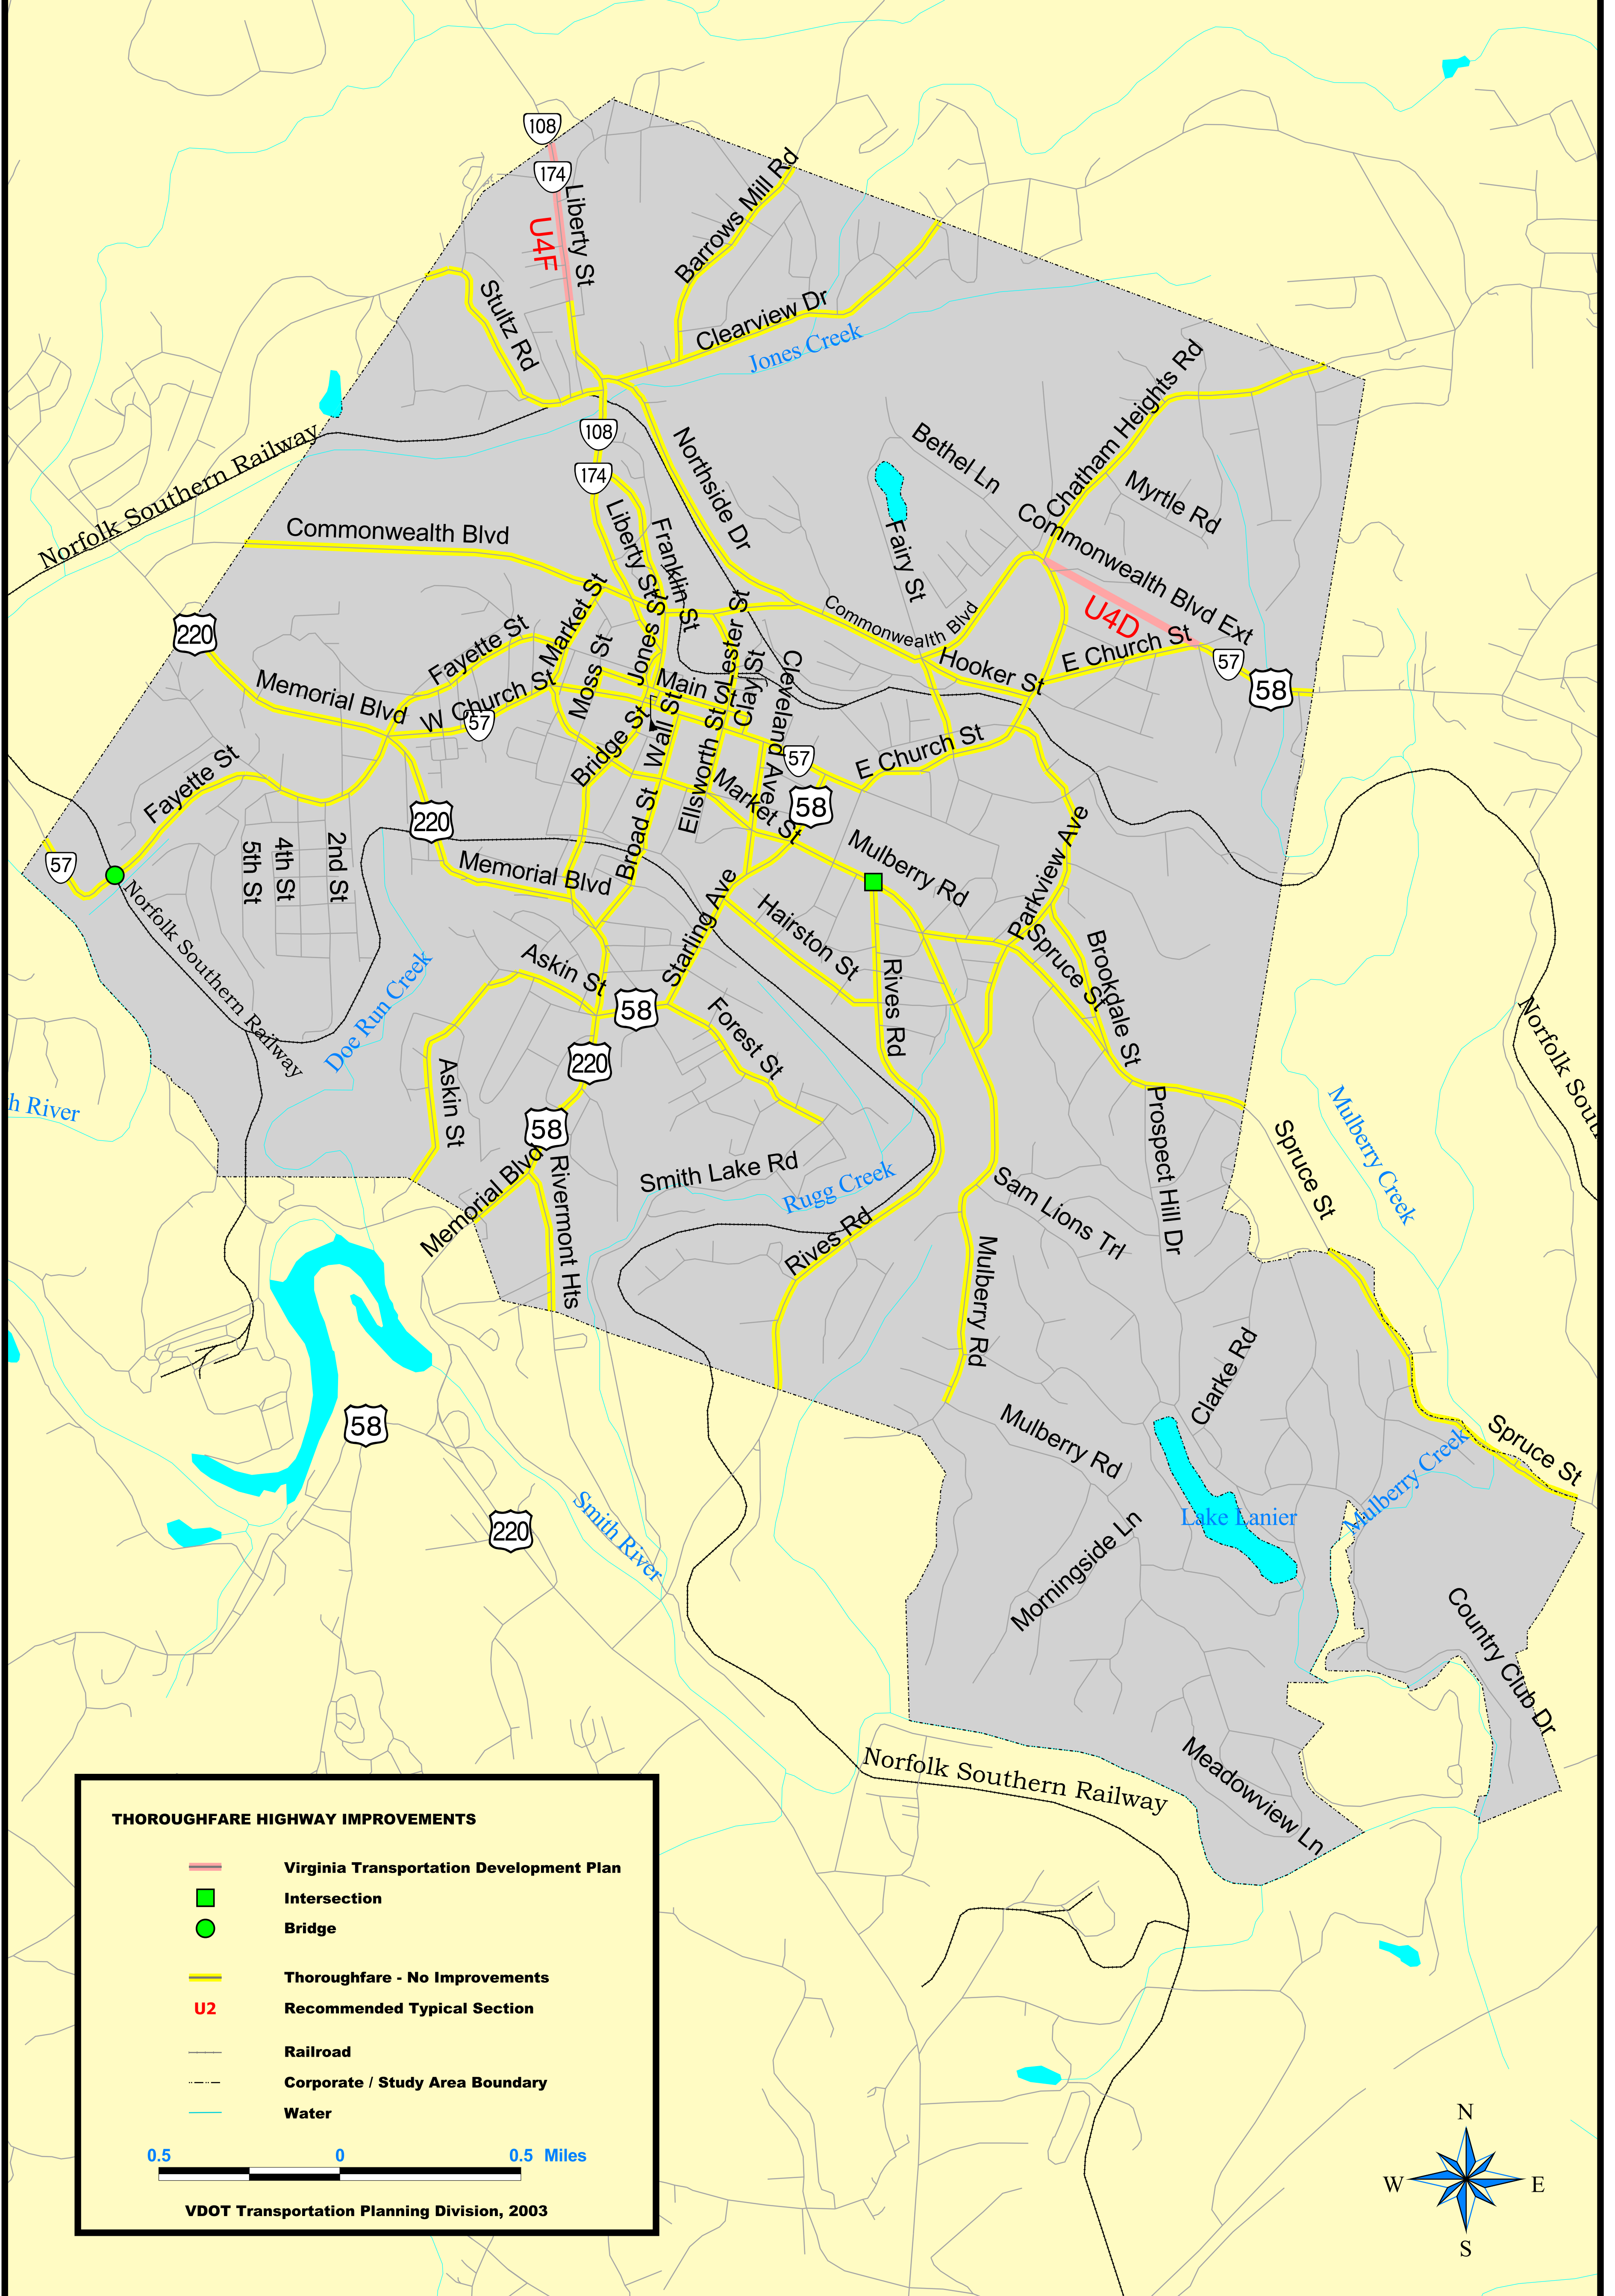 108
174
Liberty St
U4F
Barrows Mill Rd
Stultz Rd
Clearview Dr
Jones Creek
Chatham Heights Rd
108
Norfolk Southern Railway
Northside Dr
Bethel Ln
174
Myrtle Rd
Liberty St
Franklin St
Commonwealth Blvd
Fairy St
Commonwealth Blvd Ext
Market St
Commonwealth Blvd
U4D
220
Fayette St
Jones St
Lester St
E Church St
Moss St
Clay St
Cleveland Ave
Hooker St
57
58
Memorial Blvd
W Church St
57
Main St
Wall St
Bridge St
Ellsworth St
57
E Church St
Fayette St
220
58
Market St
Broad St
57
5th St
4th St
2nd St
Memorial Blvd
Mulberry Rd
Parkview Ave
Norfolk Southern Railway
Starling Ave
Hairston St
Spruce St
Brookdale St
Doe Run Creek
Askin St
58
Forest St
Rives Rd
Norfolk Sout
220
Askin St
h River
58
Prospect Hill Dr
Mulberry Creek
Spruce St
Memorial Blvd
Rivermont Hts
Smith Lake Rd
Rugg Creek
Sam Lions Trl
Rives Rd
Mulberry Rd
Clarke Rd
58
Mulberry Rd
Spruce St
Mulberry Creek
220
Smith River
Lake Lanier
Morningside Ln
Country Club Dr
Norfolk Southern Railway
Meadowview Ln
THOROUGHFARE HIGHWAY IMPROVEMENTS
Virginia Transportation Development Plan
Intersection
Bridge
Thoroughfare - No Improvements
U2 Recommended Typical Section
Railroad
Corporate / Study Area Boundary
Water
0.5 0 0.5 Miles
VDOT Transportation Planning Division, 2003
N
W E
S